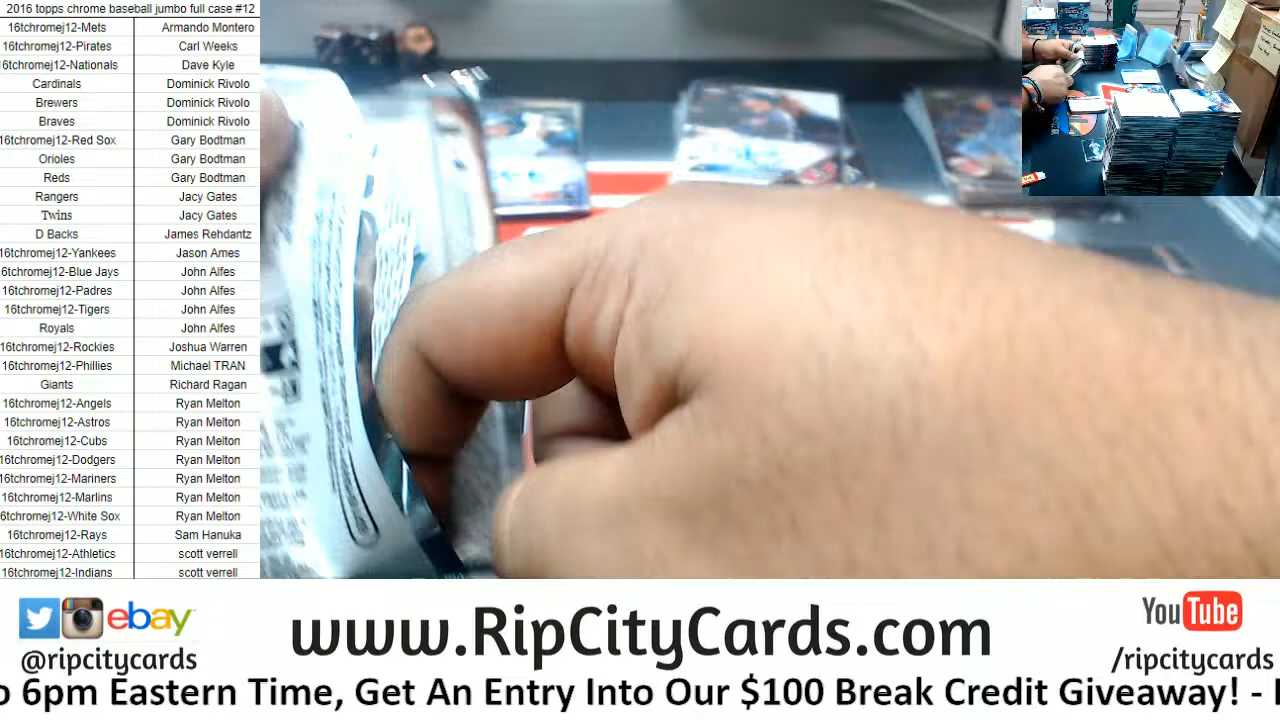 2016 topps chrome baseball jumbo full case #12
16tchromej12-Mets Armando Montero
16tchromej12-Pirates Carl Weeks
6tchromej12-Nationals Dave Kyle
Cardinals Dominick Rivolo
Brewers Dominick Rivolo
Braves Dominick Rivolo
16tchromej12-Red Sox Gary Bodtman
Orioles Gary Bodtman
Reds Gary Bodtman
Rangers Jacy Gates
Twins Jacy Gates
D Backs James Rehdantz
16tchromej12-Yankees Jason Ames
6tchromej12-Blue Jays John Alfes
16tchromej12-Padres John Alfes
16tchromej12-Tigers John Alfes
Royals John Alfes
16tchromej12-Rockies Joshua Warren
16tchromej12-Phillies Michael TRAN
Giants Richard Ragan
16tchromej12-Angels Ryan Melton
16tchromej12-Astros Ryan Melton
16tchromej12-Cubs Ryan Melton
16tchromej12-Dodgers Ryan Melton
16tchromej12-Mariners Ryan Melton
16tchromej12-Marlins Ryan Melton
6tchromej12-White Sox Ryan Melton
16tchromej12-Rays Sam Hanuka
16tchromej12-Athletics scott verrell
16tchromej12-Indians scott verrell
ebay
@ripcitycards
www.RipCityCards.com
YouTube
/ripcitycards
o 6pm Eastern Time, Get An Entry Into Our $100 Break Credit Giveaway! -